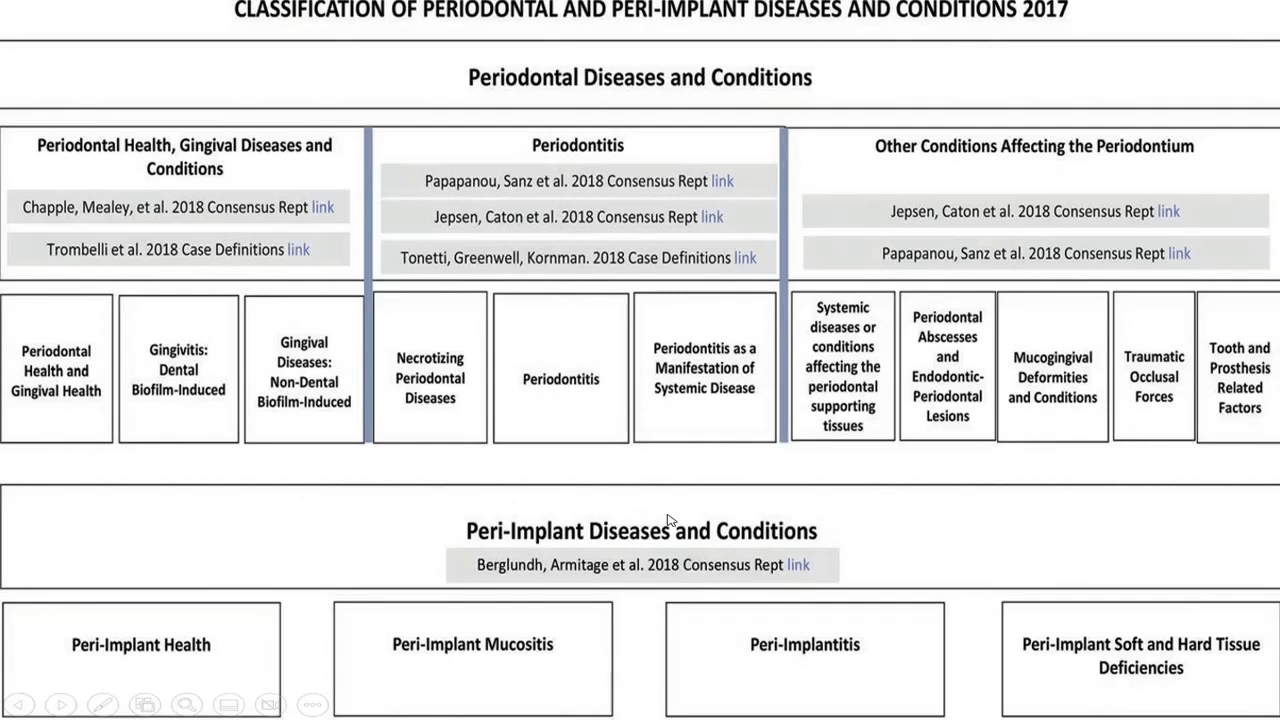 CLASSIFICATION OF PERIODONTAL AND PERI-IMPLANT DISEASES AND CONDITIONS 2017
Periodontal Diseases and Conditions
Periodontal Health, Gingival Diseases and
Conditions
Chapple, Mealey, et al. 2018 Consensus Rept link
Trombelli et al. 2018 Case Definitions link
Periodontitis
Papapanou, Sanz et al. 2018 Consensus Rept link
Jepsen, Caton et al. 2018 Consensus Rept link
Tonetti, Greenwell, Kornman. 2018 Case Definitions link
Other Conditions Affecting the Periodontium
Jepsen, Caton et al. 2018 Consensus Rept link
Papapanou, Sanz et al. 2018 Consensus Rept link
Periodontal
Health and
Gingival Health
Gingivitis:
Dental
Biofilm-Induced
Gingival
Diseases:
Non-Dental
Biofilm-Induced
Necrotizing
Periodontal
Diseases
Periodontitis
Periodontitis as a
Manifestation of
Systemic Disease
Systemic
diseases or
conditions
affecting the
periodontal
supporting
tissues
Periodontal
Abscesses
and
Endodontic-
Periodontal
Lesions
Mucogingival
Deformities
and Conditions
Traumatic
Occlusal
Forces
Tooth and
Prosthesis
Related
Factors
Peri-Implant Diseases and Conditions
Berglundh, Armitage et al. 2018 Consensus Rept link
Peri-Implant Health
Peri-Implant Mucositis
Peri-Implantitis
Peri-Implant Soft and Hard Tissue
Deficiencies